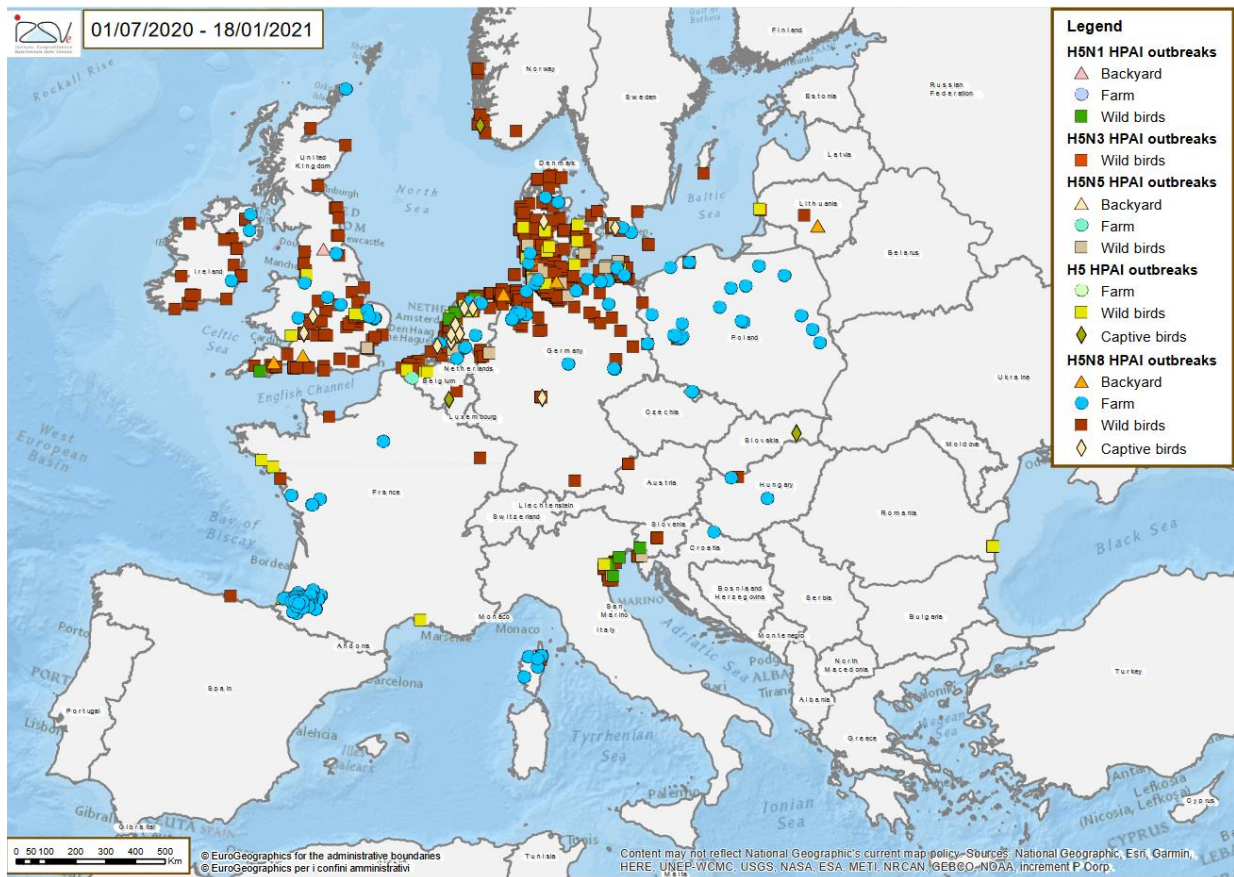 01/07/2020 - 18/01/2021
Legend
H5N1 HPAI outbreaks
Backyard
Farm
Wild birds
H5N3 HPAI outbreaks
Wild birds
H5N5 HPAI outbreaks
Backyard
Farm
Wild birds
H5 HPAI outbreaks
Farm
Wild birds
Captive birds
H5N8 HPAI outbreaks
Backyard
Farm
Wild birds
Captive birds
Rockall Rise
Finland
Norway
Sweden
Estonia
Russian
Federation
Latvia
United
Kingdom
Denmark
North
Sea
Baltic
Sea
Lithuania
Belarus
Ireland
Celtic
Sea
Amsterdam
Den Haag
Netherlands
Germany
Poland
Belgium
English Channel
Luxembourg
Czechia
Ukraine
Slovakia
Moldova
West
European
Basin
France
Austria
Hungary
Liechtenstein
Switzerland
Slovenia
Romania
Bay of
Biscay
Croatia
Bosnia and
Herzegovina
Serbia
Black Sea
San
Marino
Italy
Monaco
Monaco
Marseille
Adriatic Sea
Montenegro
Bulgaria
Andorra
North
Macedonia
Barcelona
Albania
Turkey
Spain
Portugal
Tyrrhenian
Sea
Greece
Palermo
Ionian
Sea
Gibraltar
Tunisia
Lefkosia
(Nicosia, Lefkosa)
Cyprus
0 50 100 200 300 400 500
Km
© EuroGeographics for the administrative boundaries
© EuroGeographics per i confini amministrativi
Content may not reflect National Geographic's current map policy. Sources: National Geographic, Esri, Garmin,
HERE, UNEP-WCMC, USGS, NASA, ESA, METI, NRCAN, GEBCO, NOAA, increment P Corp.